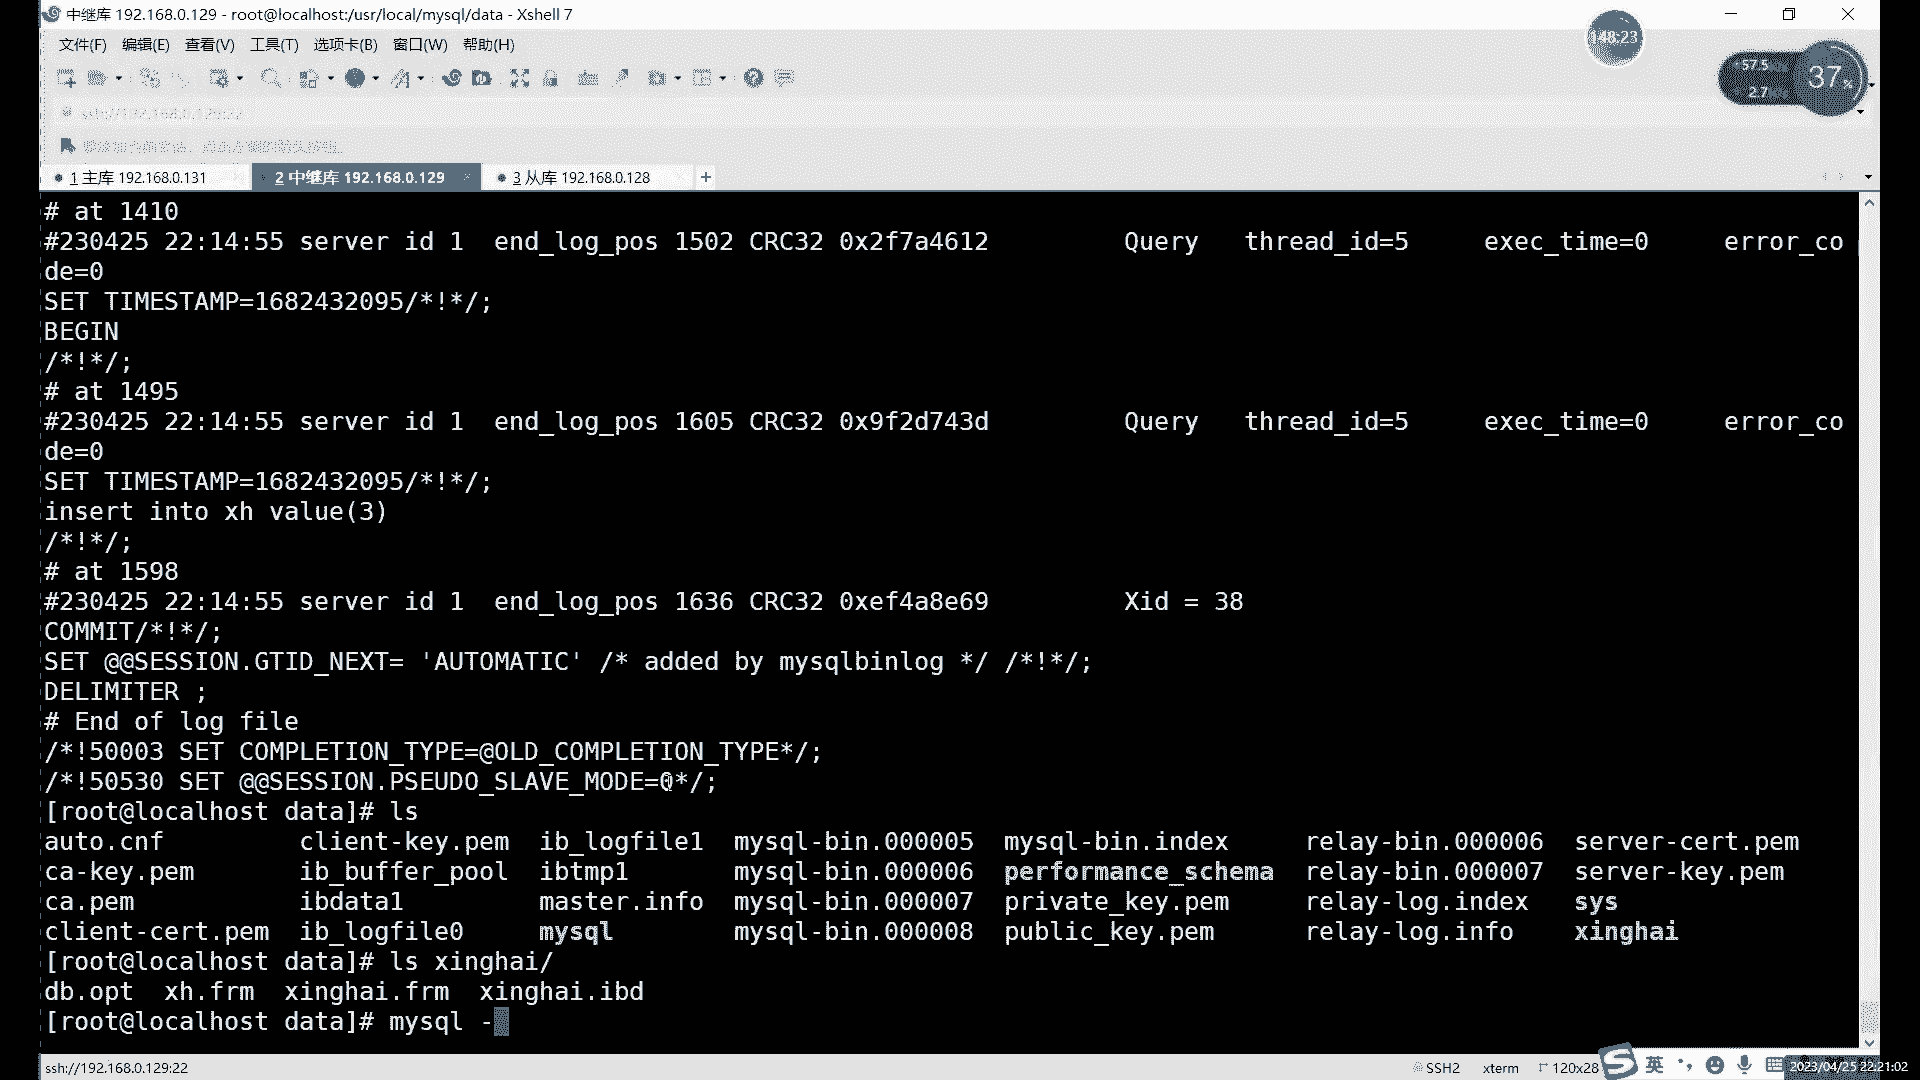 中继库 192.168.0.129 - root@localhost:/usr/local/mysql/data - Xshell 7
148:23
文件(F) 编辑(E) 查看(V) 工具(T) 选项卡(B) 窗口(W) 帮助(H)
57.5
2.7
37%
ssh://192.168.0.129:22
1 主库 192.168.0.131 2 中继库 192.168.0.129 × 3 从库 192.168.0.128 +
# at 1410
#230425 22:14:55 server id 1 end_log_pos 1502 CRC32 0x2f7a4612 Query thread_id=5 exec_time=0 error_co
de=0
SET TIMESTAMP=1682432095/*!*/;
BEGIN
/*!*/;
# at 1495
#230425 22:14:55 server id 1 end_log_pos 1605 CRC32 0x9f2d743d Query thread_id=5 exec_time=0 error_co
de=0
SET TIMESTAMP=1682432095/*!*/;
insert into xh value(3)
/*!*/;
# at 1598
#230425 22:14:55 server id 1 end_log_pos 1636 CRC32 0xef4a8e69 Xid = 38
COMMIT/*!*/;
SET @@SESSION.GTID_NEXT= 'AUTOMATIC' /* added by mysqlbinlog */ /*!*/;
DELIMITER ;
# End of log file
/*!50003 SET COMPLETION_TYPE=@OLD_COMPLETION_TYPE*/;
/*!50530 SET @@SESSION.PSEUDO_SLAVE_MODE=0*/;
[root@localhost data]# ls
auto.cnf client-key.pem ib_logfile1 mysql-bin.000005 mysql-bin.index relay-bin.000006 server-cert.pem
ca-key.pem ib_buffer_pool ibtmp1 mysql-bin.000006 performance_schema relay-bin.000007 server-key.pem
ca.pem ibdata1 master.info mysql-bin.000007 private_key.pem relay-log.index sys
client-cert.pem ib_logfile0 mysql mysql-bin.000008 public_key.pem relay-log.info xinghai
[root@localhost data]# ls xinghai/
db.opt xh.frm xinghai.frm xinghai.ibd
[root@localhost data]# mysql -
ssh://192.168.0.129:22 SSH2 xterm 120x28 英 2023/04/25 22:21:02